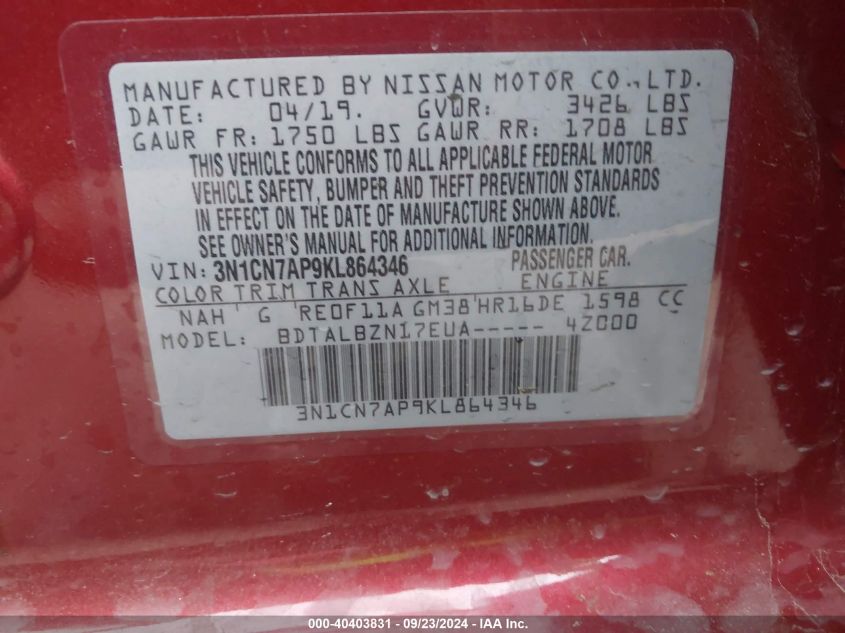 MANUFACTURED BY NISSAN MOTOR CO.,LTD.
DATE: 04/19. GVWR: 3426 LBS
GAWR FR: 1750 LBS GAWR RR: 1708 LBS
THIS VEHICLE CONFORMS TO ALL APPLICABLE FEDERAL MOTOR
VEHICLE SAFETY, BUMPER AND THEFT PREVENTION STANDARDS
IN EFFECT ON THE DATE OF MANUFACTURE SHOWN ABOVE.
SEE OWNER'S MANUAL FOR ADDITIONAL INFORMATION.
VIN: 3N1CN7AP9KL864346 PASSENGER CAR.
COLOR TRIM TRANS AXLE ENGINE
NAH G RE0F11A GM38 HR16DE 1598 CC
MODEL: BDTALBZN17EUA----- 4Z000
3N1CN7AP9KL864346
000-40403831 - 09/23/2024 - IAA Inc.